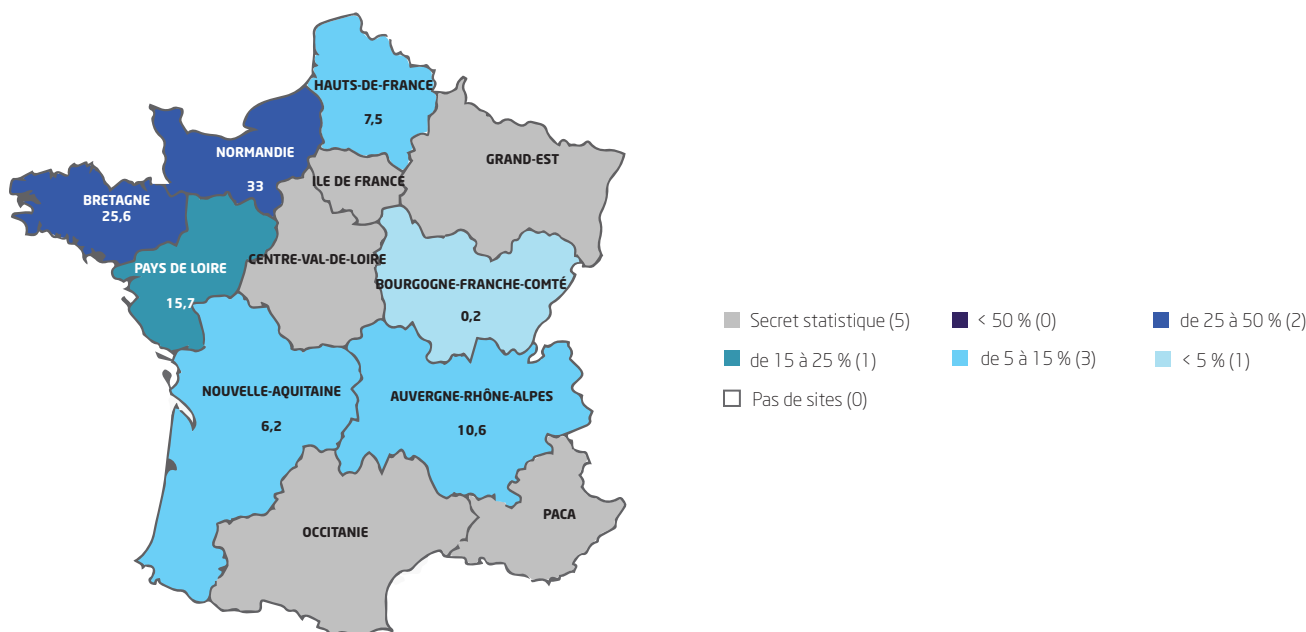 HAUTS-DE-FRANCE
7,5
NORMANDIE
33
ILE DE FRANCE
GRAND-EST
BRETAGNE
25,6
PAYS DE LOIRE
15,7
CENTRE-VAL-DE-LOIRE
BOURGOGNE-FRANCHE-COMTÉ
0,2
NOUVELLE-AQUITAINE
6,2
AUVERGNE-RHÔNE-ALPES
10,6
OCCITANIE
PACA
Secret statistique (5)
< 50 % (0)
de 25 à 50 % (2)
de 15 à 25 % (1)
de 5 à 15 % (3)
< 5 % (1)
Pas de sites (0)